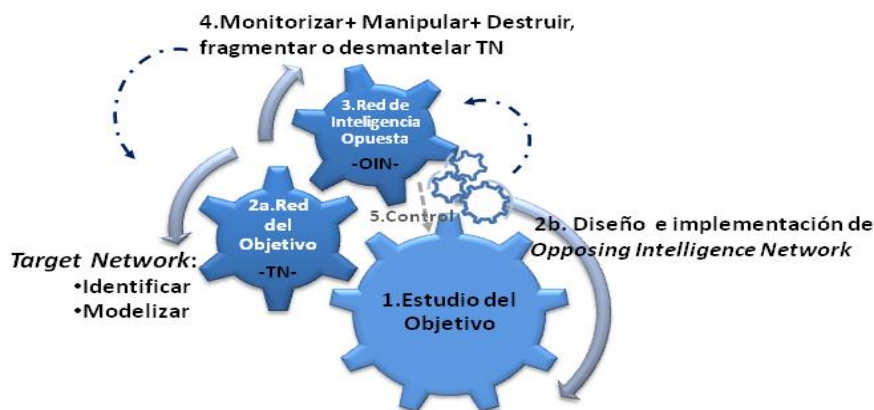 4.Monitorizar+ Manipular+ Destruir,
fragmentar o desmantelar TN
3.Red de
Inteligencia
Opuesta
-OIN-
2a.Red
del
Objetivo
-TN-
5.Control
2b. Diseño e implementación de
Opposing Intelligence Network
Target Network:
•Identificar
•Modelizar
1.Estudio del
Objetivo